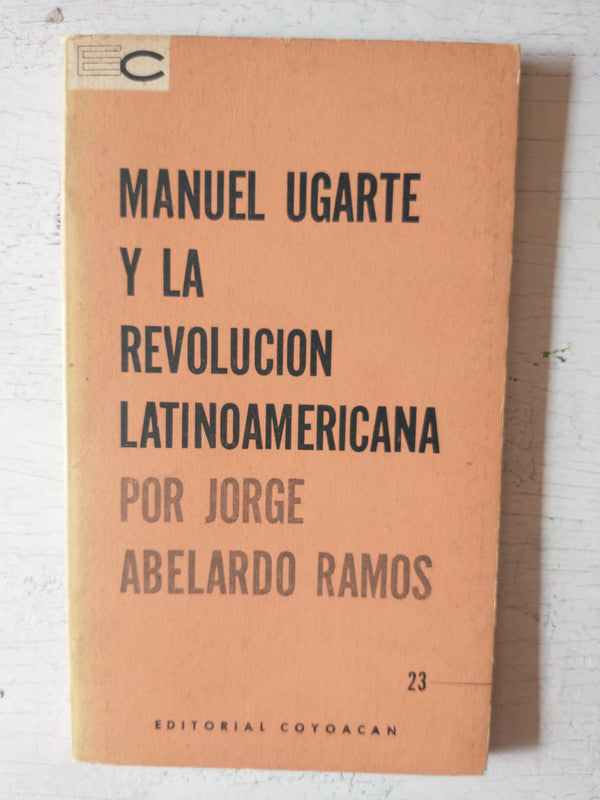 EC
MANUEL UGARTE
Y LA
REVOLUCION
LATINOAMERICANA
POR JORGE
ABELARDO RAMOS
23
EDITORIAL COYOACAN